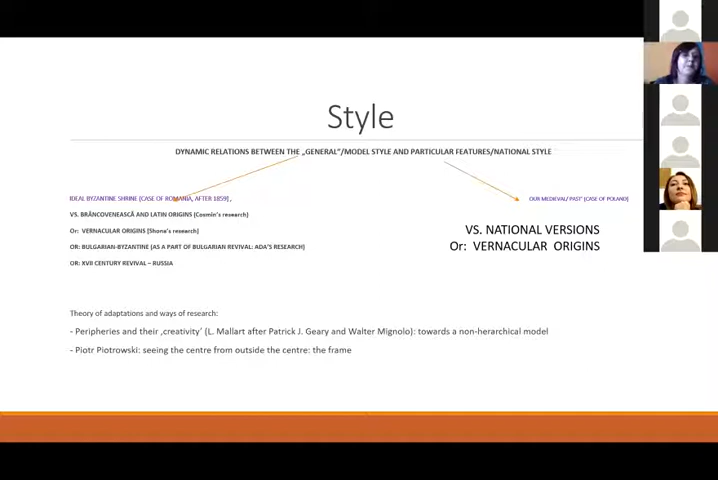 Style
DYNAMIC RELATIONS BETWEEN THE „GENERAL"/MODEL STYLE AND PARTICULAR FEATURES/NATIONAL STYLE
IDEAL BYZANTINE SHRINE (CASE OF ROMANIA, AFTER 1859) ,
OUR MEDIEVAL/ PAST' (CASE OF POLAND)
VS. BRÂNCOVENEASCĂ AND LATIN ORIGINS (Cosmin's research)
Or: VERNACULAR ORIGINS (Shona's research)
OR: BULGARIAN-BYZANTINE (AS A PART OF BULGARIAN REVIVAL: ADA'S RESEARCH)
OR: XVII CENTURY REVIVAL – RUSSIA
VS. NATIONAL VERSIONS
Or: VERNACULAR ORIGINS
Theory of adaptations and ways of research:
- Peripheries and their ‚creativity' (L. Mallart after Patrick J. Geary and Walter Mignolo): towards a non-herarchical model
- Piotr Piotrowski: seeing the centre from outside the centre: the frame